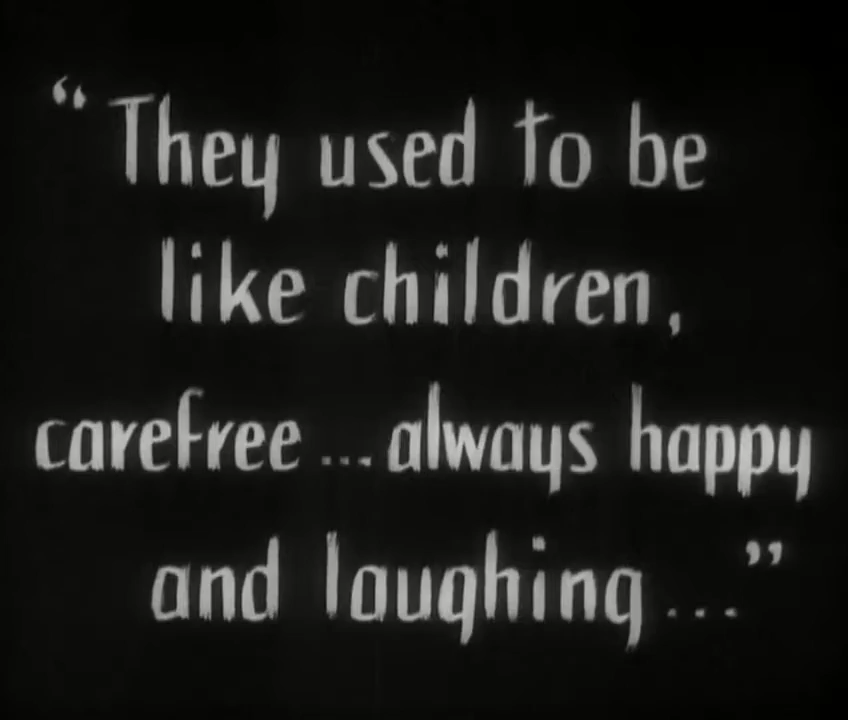 “They used to be
like children,
carefree...always happy
and laughing...”